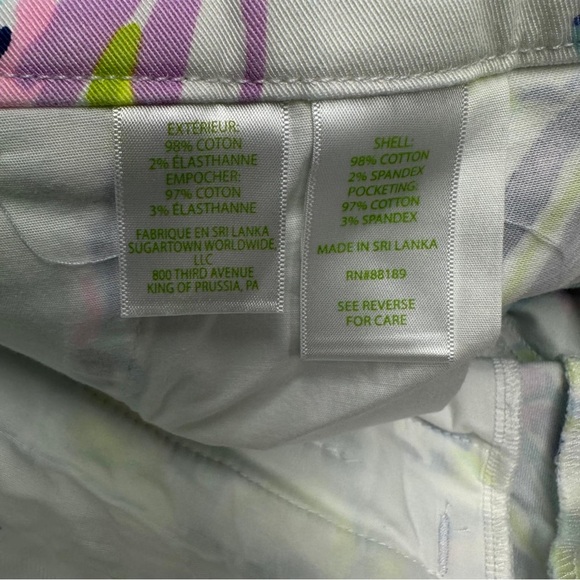 EXTÉRIEUR:
98% COTON
2% ÉLASTHANNE
EMPOCHER:
97% COTON
3% ÉLASTHANNE
FABRIQUE EN SRI LANKA
SUGARTOWN WORLDWIDE,
LLC
800 THIRD AVENUE,
KING OF PRUSSIA, PA
SHELL:
98% COTTON
2% SPANDEX
POCKETING:
97% COTTON
3% SPANDEX
MADE IN SRI LANKA
RN#88189
SEE REVERSE
FOR CARE